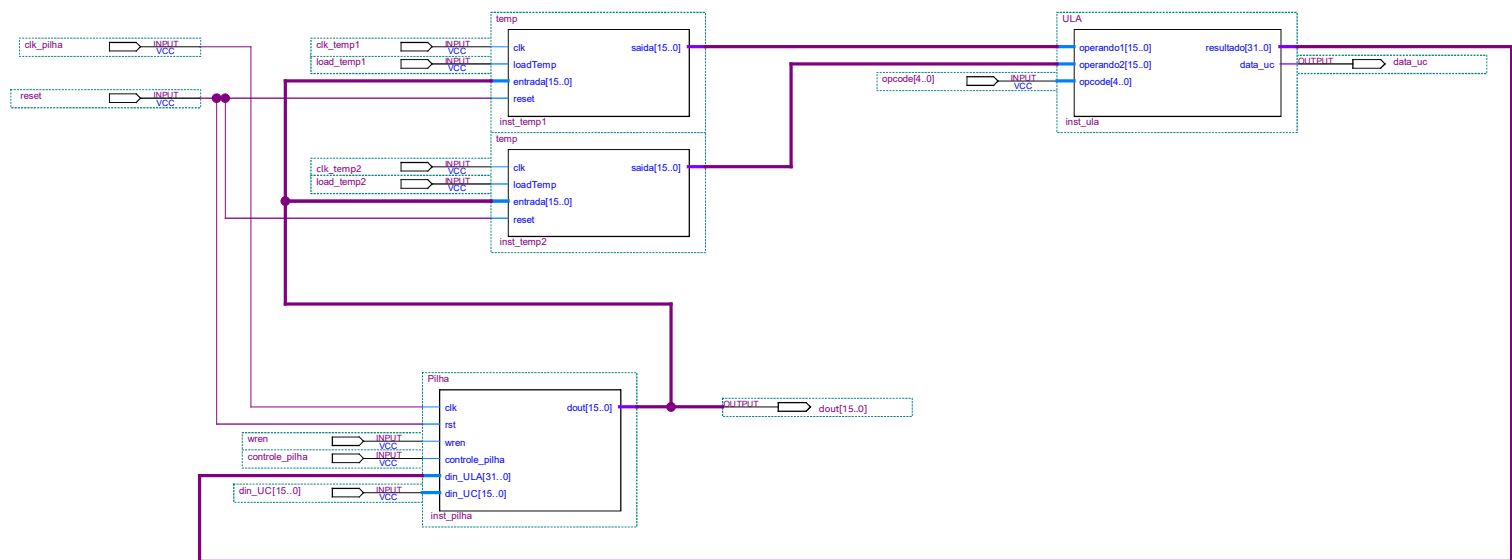 clk_pilha
INPUT
VCC
reset
INPUT
VCC
temp
clk_temp1
INPUT
VCC
load_temp1
INPUT
VCC
clk
loadTemp
entrada[15..0]
reset
saida[15..0]
inst_temp1
temp
clk_temp2
INPUT
VCC
load_temp2
INPUT
VCC
clk
loadTemp
entrada[15..0]
reset
saida[15..0]
inst_temp2
ULA
opcode[4..0]
INPUT
VCC
operando1[15..0]
operando2[15..0]
opcode[4..0]
resultado[31..0]
data_uc
inst_ula
OUTPUT
data_uc
Pilha
wren
INPUT
VCC
controle_pilha
INPUT
VCC
din_UC[15..0]
INPUT
VCC
clk
rst
wren
controle_pilha
din_ULA[31..0]
din_UC[15..0]
dout[15..0]
inst_pilha
OUTPUT
dout[15..0]